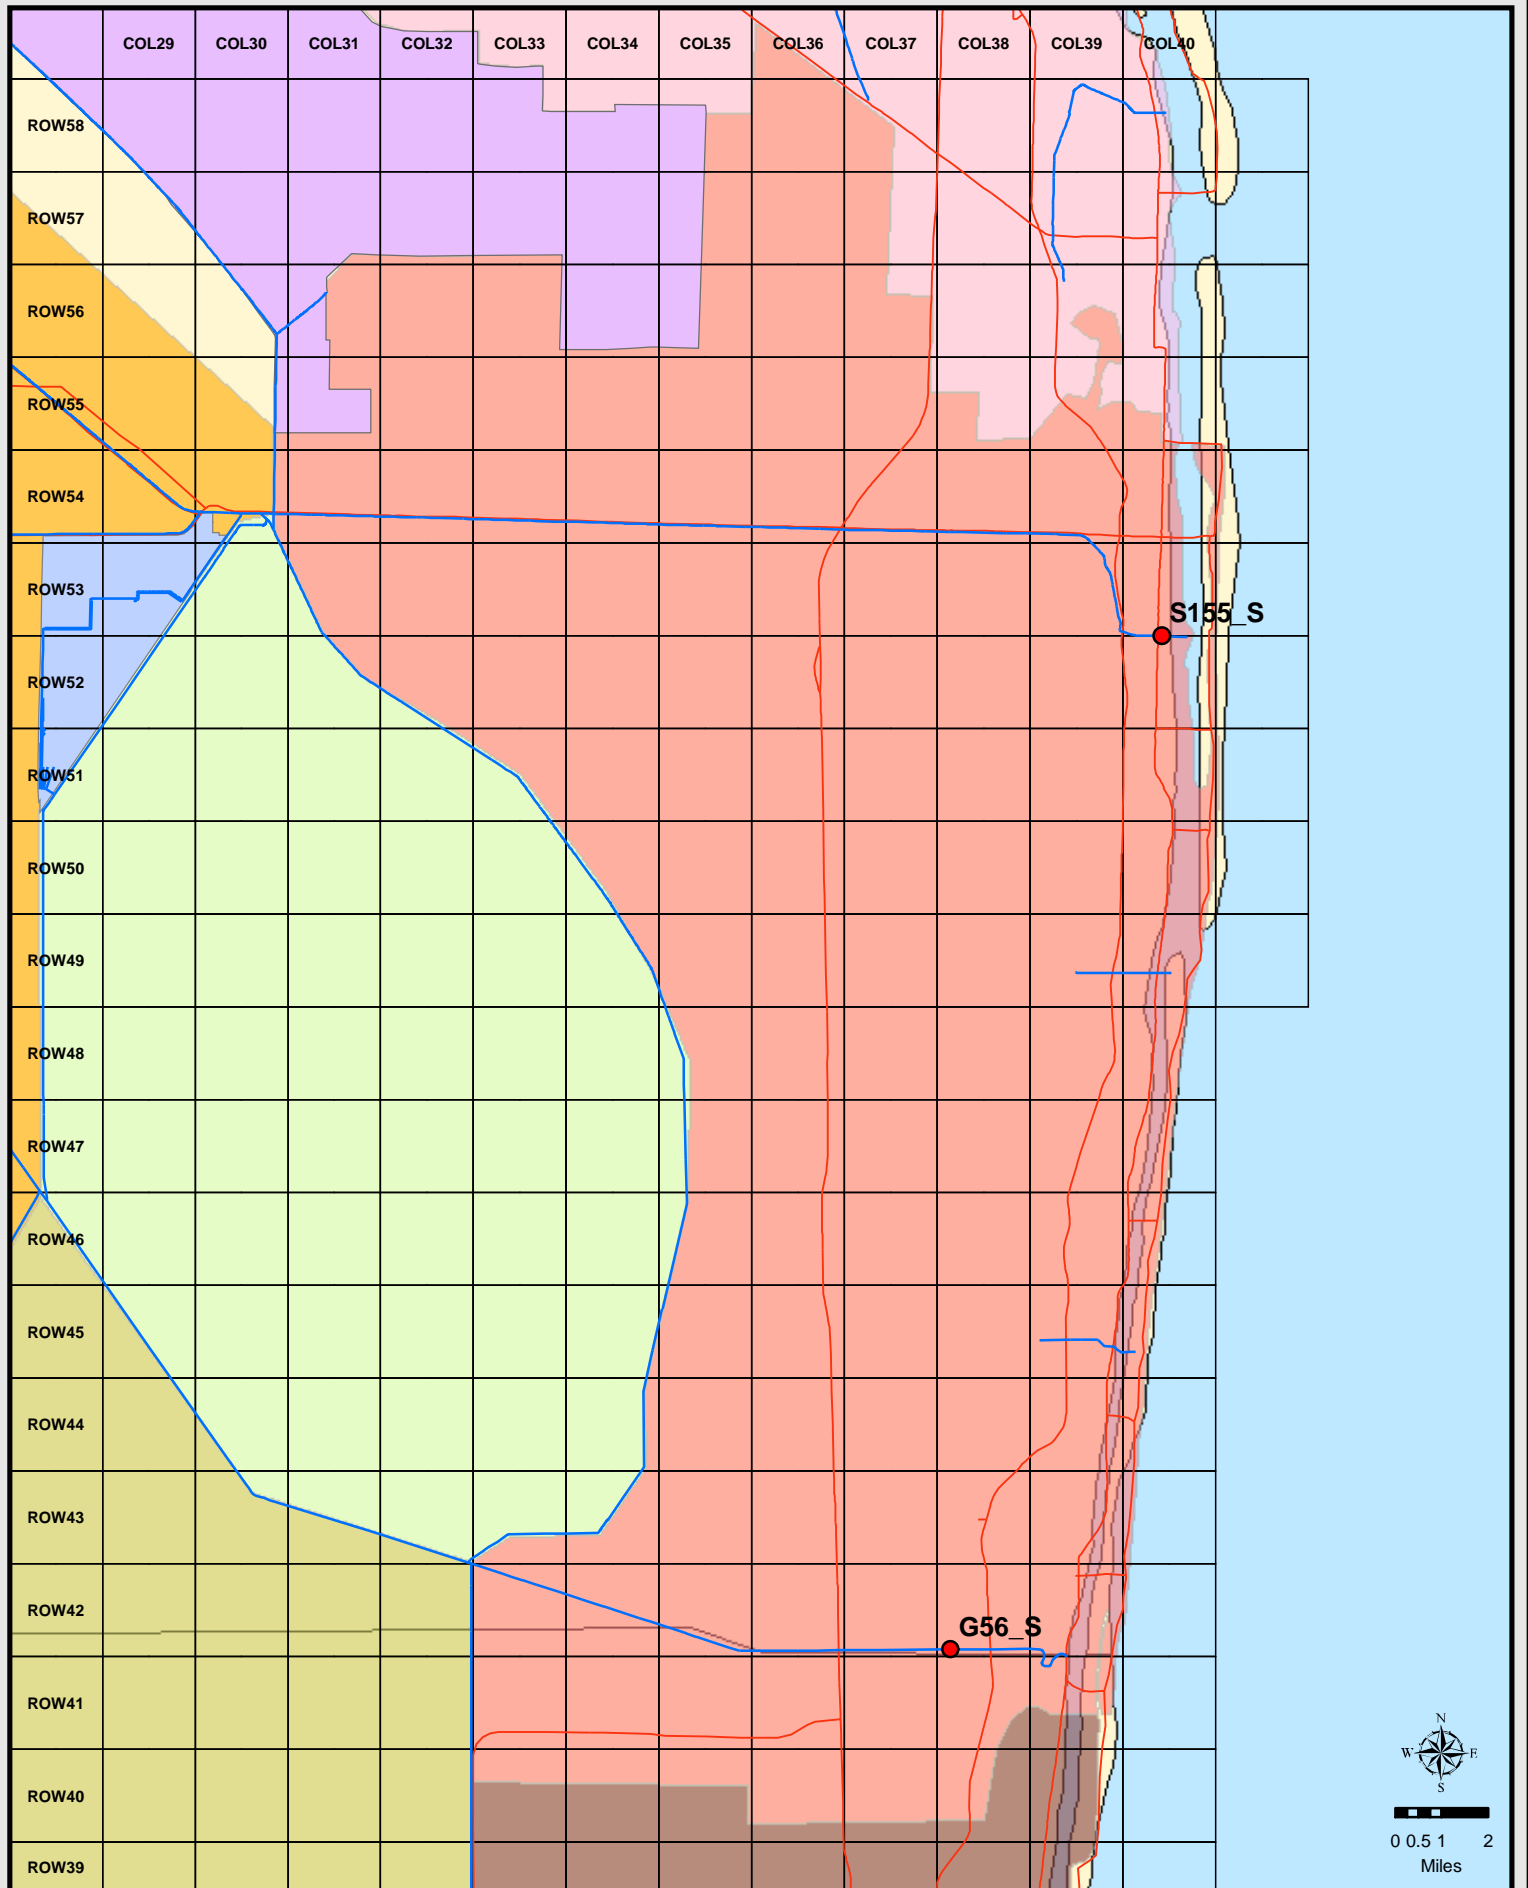 COL29 COL30 COL31 COL32 COL33 COL34 COL35 COL36 COL37 COL38 COL39 COL40
ROW58
ROW57
ROW56
ROW55
ROW54
ROW53
S155_S
ROW52
ROW51
ROW50
ROW49
ROW48
ROW47
ROW46
ROW45
ROW44
ROW43
ROW42
G56_S
ROW41
N
W E
S
ROW40
0 0.5 1 2
Miles
ROW39